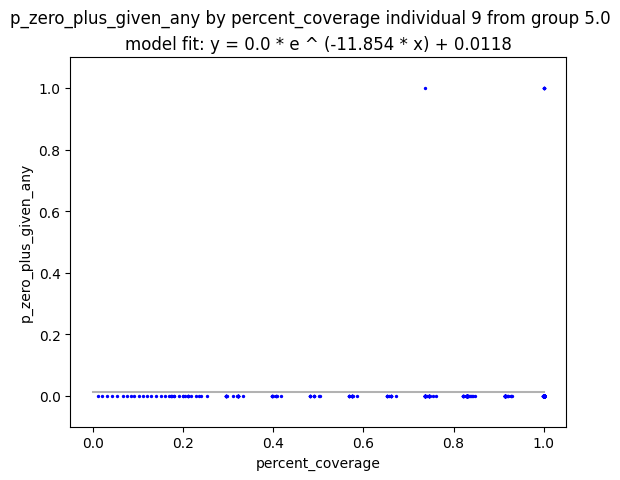 p_zero_plus_given_any by percent_coverage individual 9 from group 5.0
model fit: y = 0.0 * e ^ (-11.854 * x) + 0.0118
1.0
0.8
0.6
0.4
0.2
0.0
p_zero_plus_given_any
0.0 0.2 0.4 0.6 0.8 1.0
percent_coverage